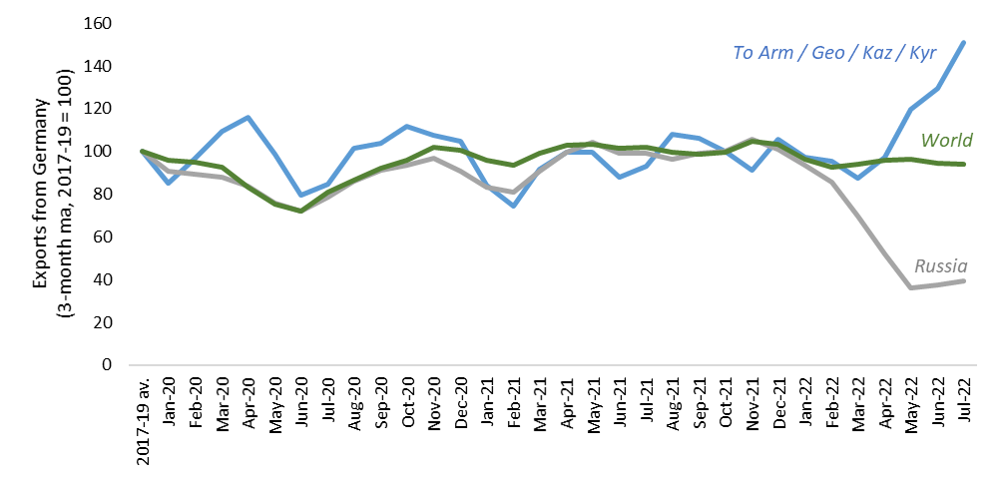 160
140
120
100
80
60
40
20
0
Exports from Germany
(3-month ma, 2017-19 = 100)
To Arm / Geo / Kaz / Kyr
World
Russia
2017-19 av.
Jan-20
Feb-20
Mar-20
Apr-20
May-20
Jun-20
Jul-20
Aug-20
Sep-20
Oct-20
Nov-20
Dec-20
Jan-21
Feb-21
Mar-21
Apr-21
May-21
Jun-21
Jul-21
Aug-21
Sep-21
Oct-21
Nov-21
Dec-21
Jan-22
Feb-22
Mar-22
Apr-22
May-22
Jun-22
Jul-22